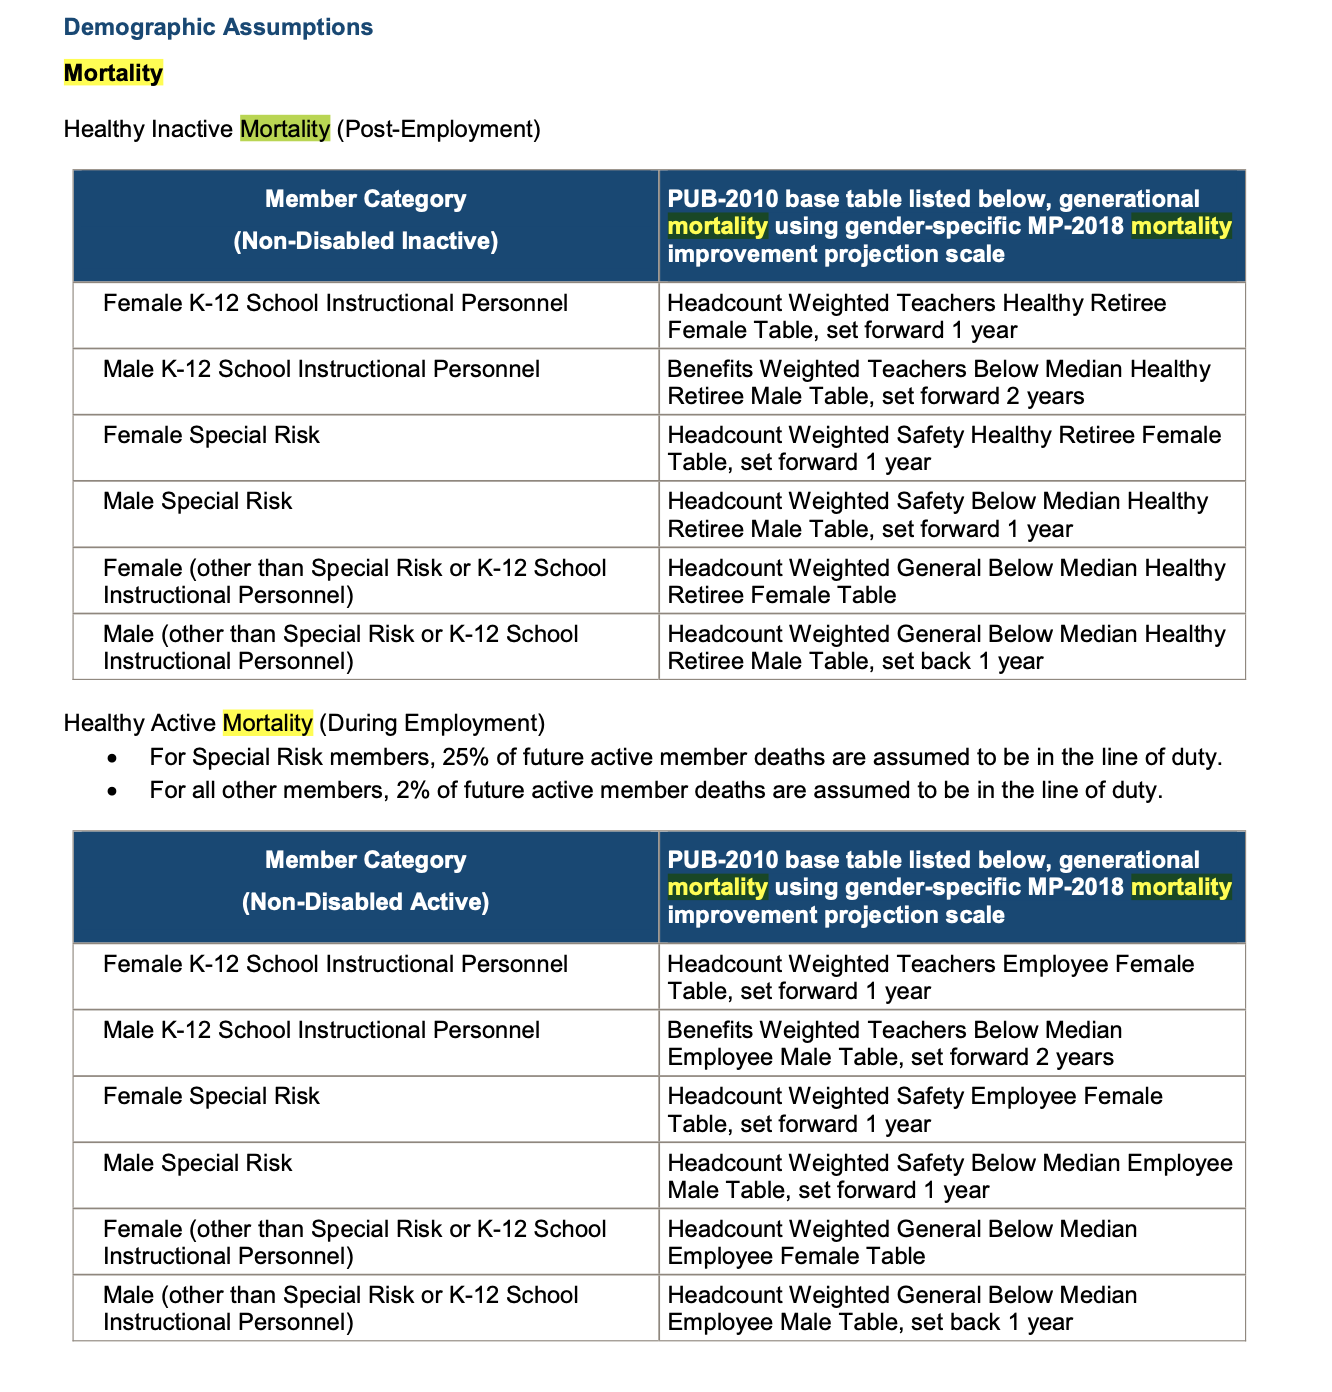 Demographic Assumptions
Mortality
Healthy Inactive Mortality (Post-Employment)
Member Category
(Non-Disabled Inactive)
PUB-2010 base table listed below, generational
mortality using gender-specific MP-2018 mortality
improvement projection scale
Female K-12 School Instructional Personnel
Headcount Weighted Teachers Healthy Retiree
Female Table, set forward 1 year
Male K-12 School Instructional Personnel
Benefits Weighted Teachers Below Median Healthy
Retiree Male Table, set forward 2 years
Female Special Risk
Headcount Weighted Safety Healthy Retiree Female
Table, set forward 1 year
Male Special Risk
Headcount Weighted Safety Below Median Healthy
Retiree Male Table, set forward 1 year
Female (other than Special Risk or K-12 School
Instructional Personnel)
Headcount Weighted General Below Median Healthy
Retiree Female Table
Male (other than Special Risk or K-12 School
Instructional Personnel)
Headcount Weighted General Below Median Healthy
Retiree Male Table, set back 1 year
Healthy Active Mortality (During Employment)
• For Special Risk members, 25% of future active member deaths are assumed to be in the line of duty.
• For all other members, 2% of future active member deaths are assumed to be in the line of duty.
Member Category
(Non-Disabled Active)
PUB-2010 base table listed below, generational
mortality using gender-specific MP-2018 mortality
improvement projection scale
Female K-12 School Instructional Personnel
Headcount Weighted Teachers Employee Female
Table, set forward 1 year
Male K-12 School Instructional Personnel
Benefits Weighted Teachers Below Median
Employee Male Table, set forward 2 years
Female Special Risk
Headcount Weighted Safety Employee Female
Table, set forward 1 year
Male Special Risk
Headcount Weighted Safety Below Median Employee
Male Table, set forward 1 year
Female (other than Special Risk or K-12 School
Instructional Personnel)
Headcount Weighted General Below Median
Employee Female Table
Male (other than Special Risk or K-12 School
Instructional Personnel)
Headcount Weighted General Below Median
Employee Male Table, set back 1 year